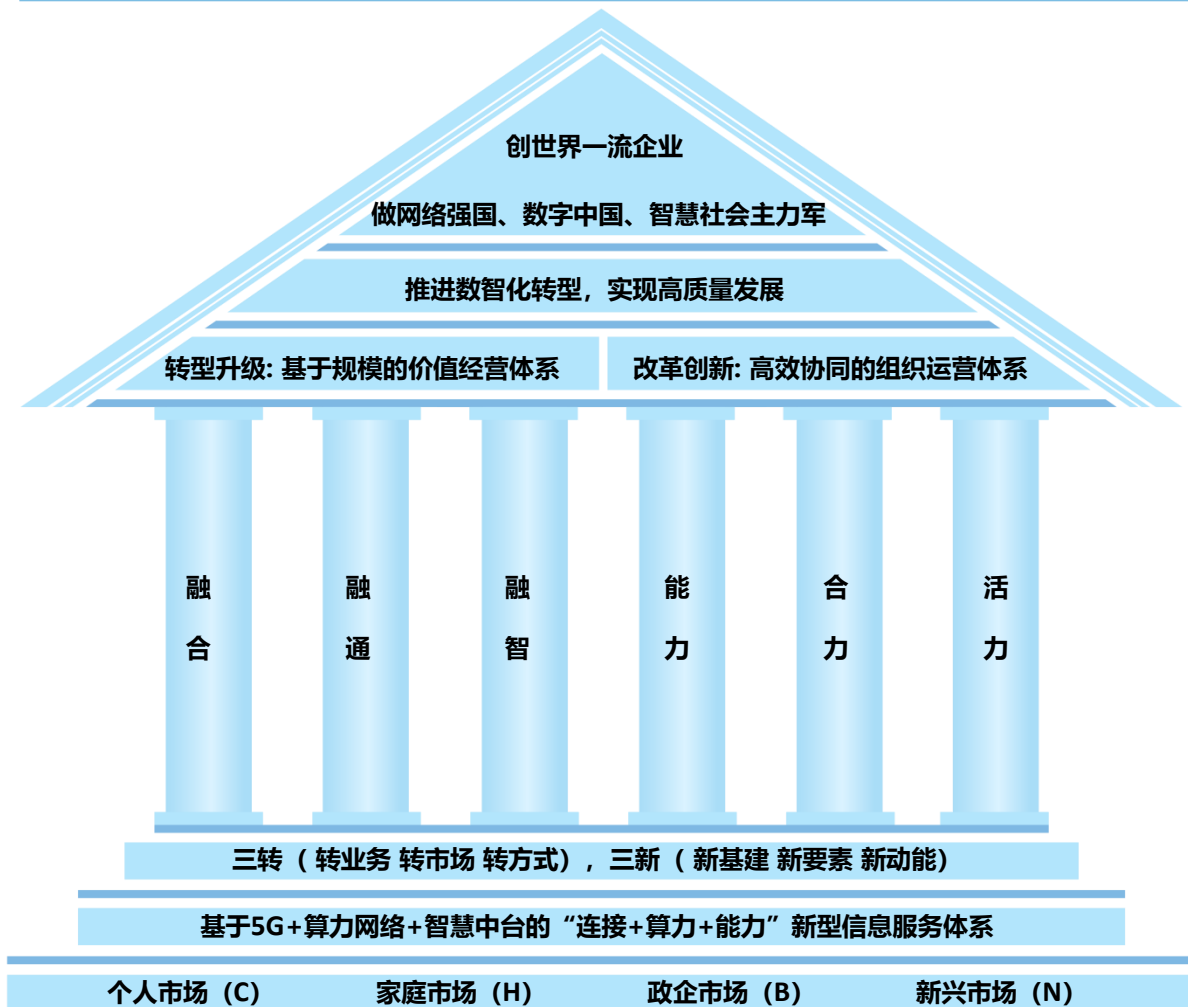 创世界一流企业
做网络强国、数字中国、智慧社会主力军
推进数智化转型，实现高质量发展
转型升级: 基于规模的价值经营体系
改革创新: 高效协同的组织运营体系
融合
融通
融智
能力
合力
活力
三转（ 转业务 转市场 转方式），三新（ 新基建 新要素 新动能）
基于5G+算力网络+智慧中台的“连接+算力+能力”新型信息服务体系
个人市场（C） 家庭市场（H） 政企市场（B） 新兴市场（N）